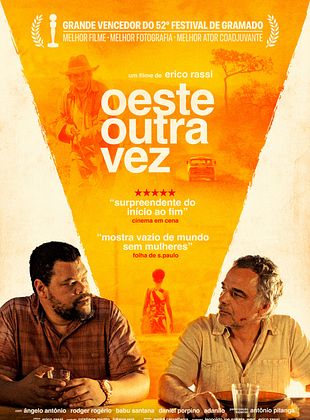 GRANDE VENCEDOR DO 52º FESTIVAL DE GRAMADO
MELHOR FILME · MELHOR FOTOGRAFIA · MELHOR ATOR COADJUVANTE
um filme de erico rassi
oeste
outra
vez
★★★★★
“surpreendente do
início ao fim”
cinema em cena
“mostra vazio de mundo
sem mulheres”
folha de s.paulo
ângelo antônio rodger rogério babu santana daniel porpino adanilo antônio pitanga